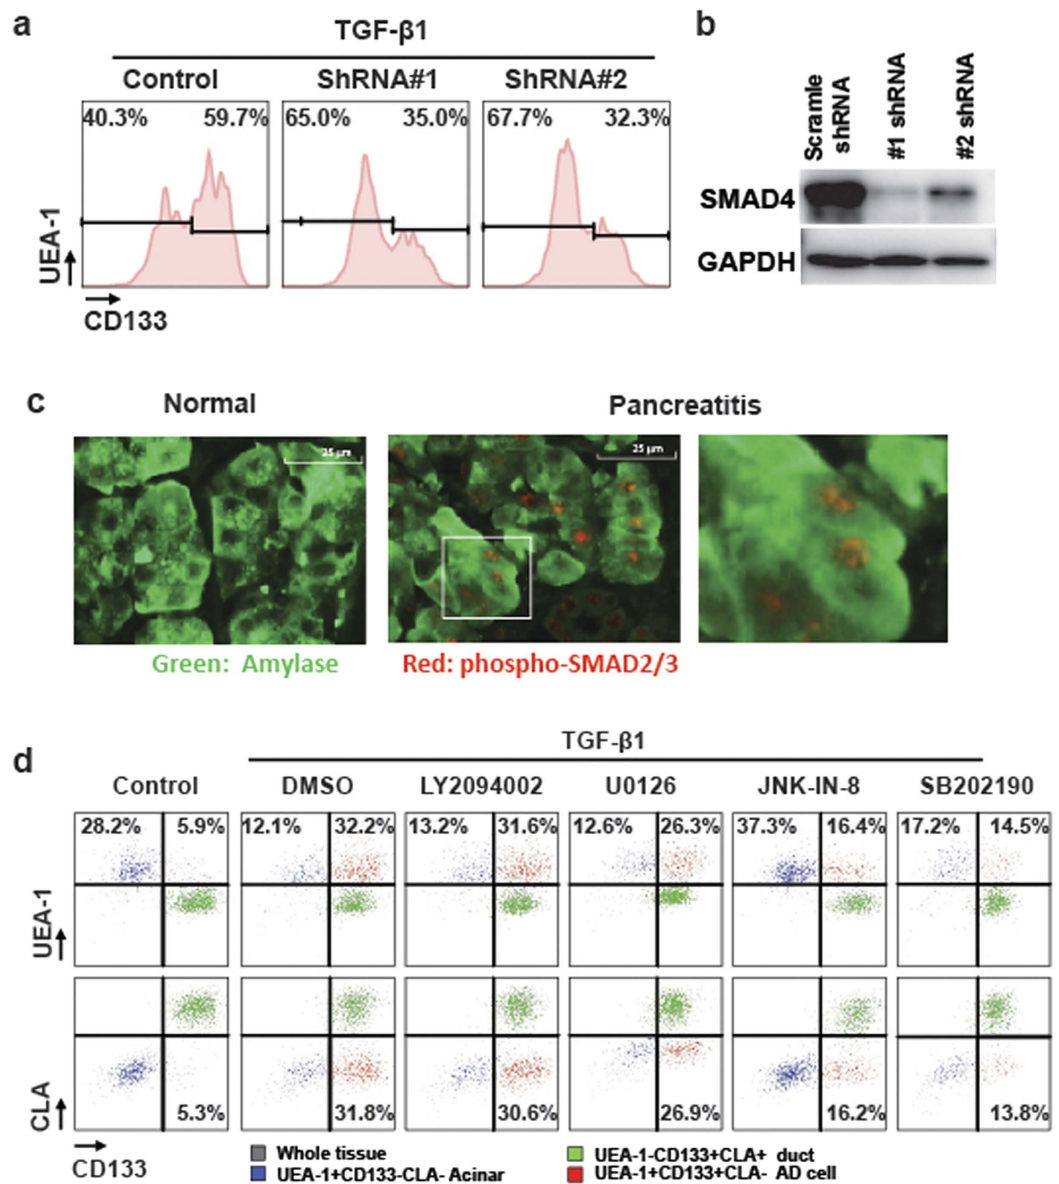 a
TGF-β1
Control ShRNA#1 ShRNA#2
40.3% 59.7% 65.0% 35.0% 67.7% 32.3%
UEA-1
CD133
b
Scramle shRNA
#1 shRNA
#2 shRNA
SMAD4
GAPDH
c
Normal Pancreatitis
25 μm 25 μm
Green: Amylase Red: phospho-SMAD2/3
d
TGF-β1
Control DMSO LY2094002 U0126 JNK-IN-8 SB202190
28.2% 5.9% 12.1% 32.2% 13.2% 31.6% 12.6% 26.3% 37.3% 16.4% 17.2% 14.5%
UEA-1
5.3% 31.8% 30.6% 26.9% 16.2% 13.8%
CLA
CD133
Whole tissue
UEA-1+CD133-CLA- Acinar
UEA-1-CD133+CLA+ duct
UEA-1+CD133+CLA- AD cell